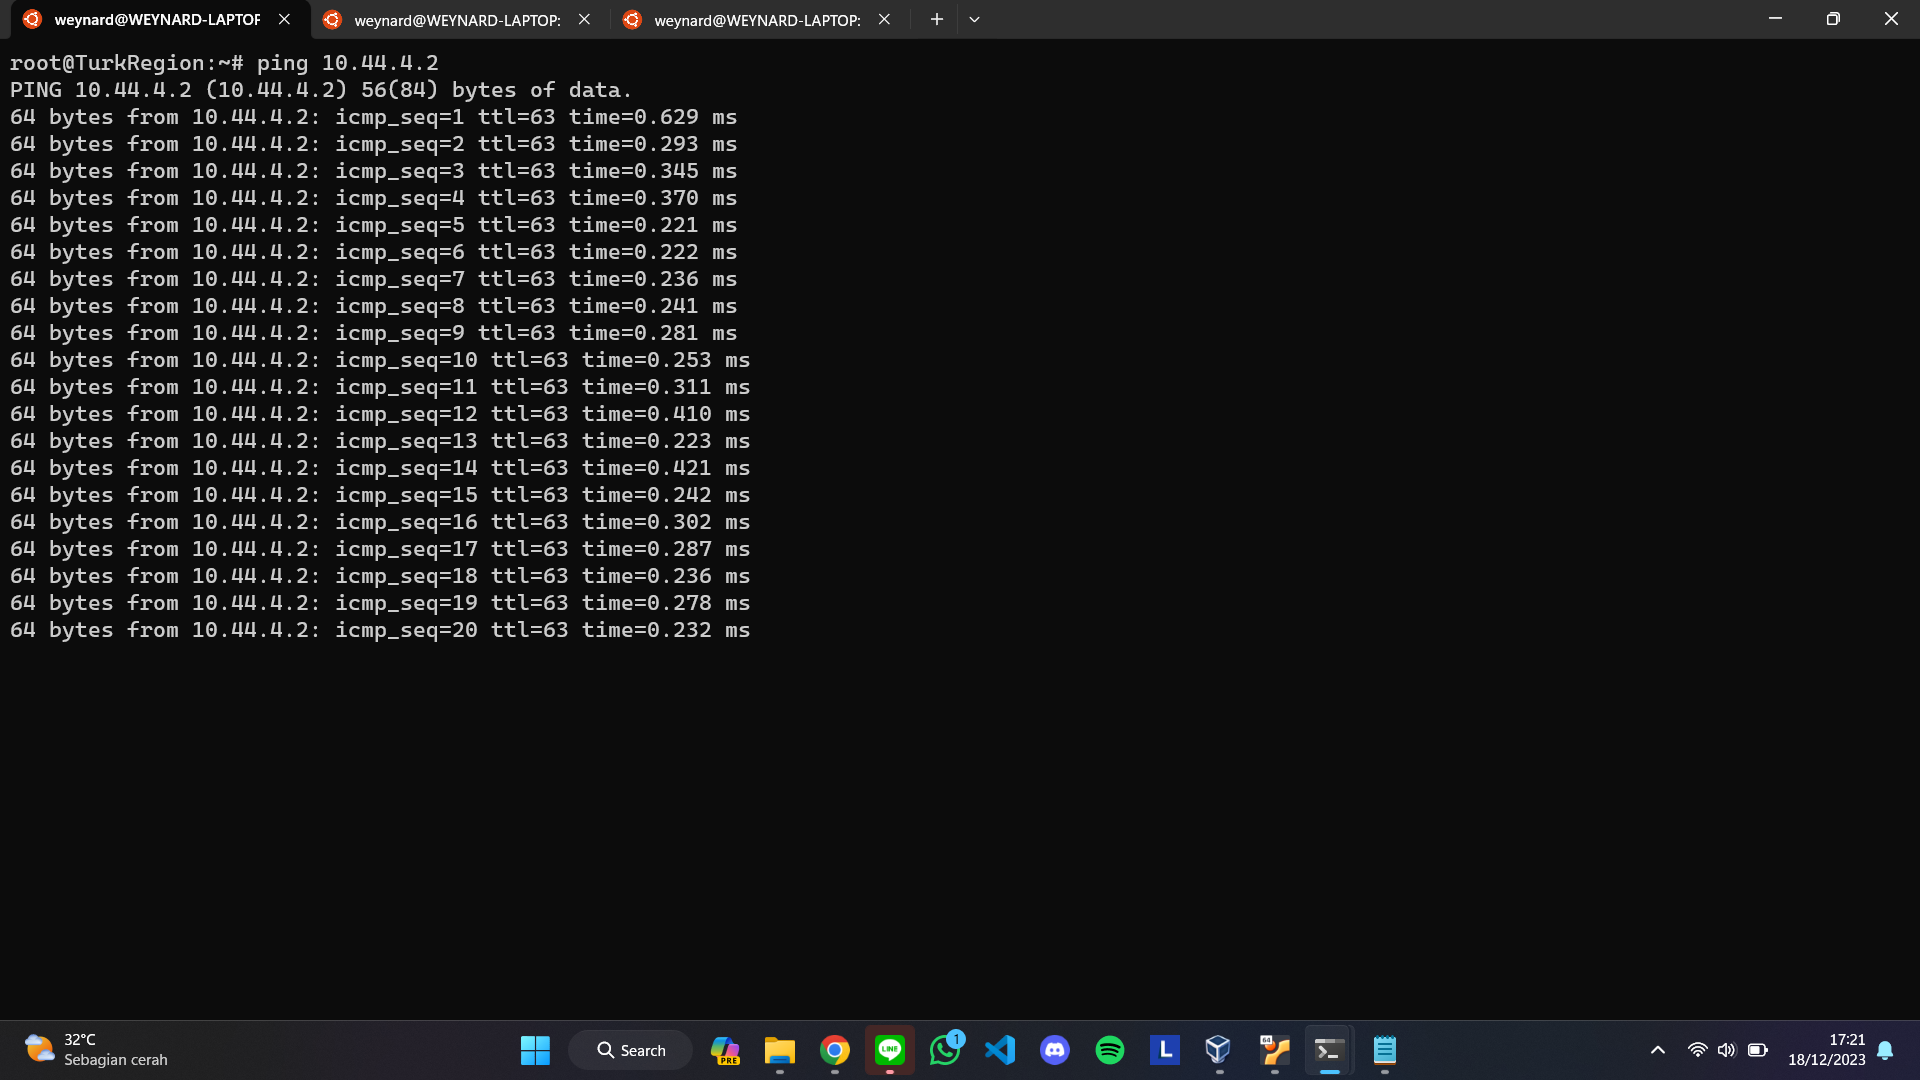 weynard@WEYNARD-LAPTOP
weynard@WEYNARD-LAPTOP:
weynard@WEYNARD-LAPTOP:
root@TurkRegion:~# ping 10.44.4.2
PING 10.44.4.2 (10.44.4.2) 56(84) bytes of data.
64 bytes from 10.44.4.2: icmp_seq=1 ttl=63 time=0.629 ms
64 bytes from 10.44.4.2: icmp_seq=2 ttl=63 time=0.293 ms
64 bytes from 10.44.4.2: icmp_seq=3 ttl=63 time=0.345 ms
64 bytes from 10.44.4.2: icmp_seq=4 ttl=63 time=0.370 ms
64 bytes from 10.44.4.2: icmp_seq=5 ttl=63 time=0.221 ms
64 bytes from 10.44.4.2: icmp_seq=6 ttl=63 time=0.222 ms
64 bytes from 10.44.4.2: icmp_seq=7 ttl=63 time=0.236 ms
64 bytes from 10.44.4.2: icmp_seq=8 ttl=63 time=0.241 ms
64 bytes from 10.44.4.2: icmp_seq=9 ttl=63 time=0.281 ms
64 bytes from 10.44.4.2: icmp_seq=10 ttl=63 time=0.253 ms
64 bytes from 10.44.4.2: icmp_seq=11 ttl=63 time=0.311 ms
64 bytes from 10.44.4.2: icmp_seq=12 ttl=63 time=0.410 ms
64 bytes from 10.44.4.2: icmp_seq=13 ttl=63 time=0.223 ms
64 bytes from 10.44.4.2: icmp_seq=14 ttl=63 time=0.421 ms
64 bytes from 10.44.4.2: icmp_seq=15 ttl=63 time=0.242 ms
64 bytes from 10.44.4.2: icmp_seq=16 ttl=63 time=0.302 ms
64 bytes from 10.44.4.2: icmp_seq=17 ttl=63 time=0.287 ms
64 bytes from 10.44.4.2: icmp_seq=18 ttl=63 time=0.236 ms
64 bytes from 10.44.4.2: icmp_seq=19 ttl=63 time=0.278 ms
64 bytes from 10.44.4.2: icmp_seq=20 ttl=63 time=0.232 ms
32°C
Sebagian cerah
Search
PRE
LINE
1
L
64
17:21
18/12/2023